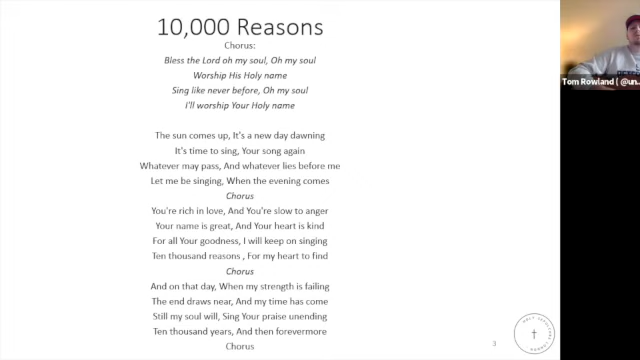 10,000 Reasons
Chorus:
Bless the Lord oh my soul, Oh my soul
Worship His Holy name
Sing like never before, Oh my soul
I'll worship Your Holy name
The sun comes up, It's a new day dawning
It's time to sing, Your song again
Whatever may pass, And whatever lies before me
Let me be singing, When the evening comes
Chorus
You're rich in love, And You're slow to anger
Your name is great, And Your heart is kind
For all Your goodness, I will keep on singing
Ten thousand reasons , For my heart to find
Chorus
And on that day, When my strength is failing
The end draws near, And my time has come
Still my soul will, Sing Your praise unending
Ten thousand years, And then forevermore
Chorus
3
Tom Rowland ( @un...